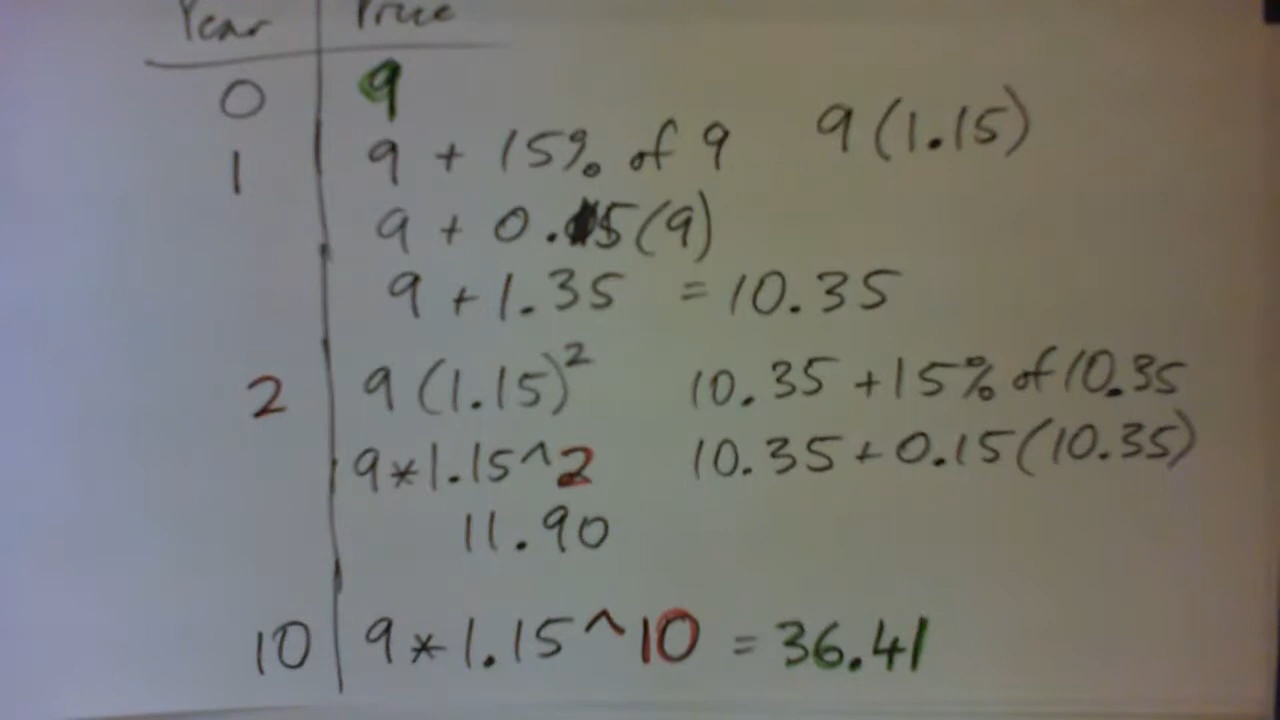 Year Price
0 9
1 9 + 15% of 9 9(1.15)
9 + 0.15(9)
9 + 1.35 = 10.35
2 9(1.15)² 10.35 + 15% of 10.35
9*1.15^2 10.35 + 0.15(10.35)
11.90
10 9*1.15^10 = 36.41